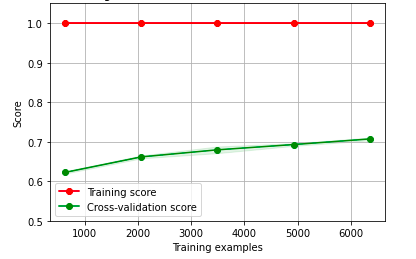 1.0
0.9
0.8
0.7
0.6
0.5
Score
1000 2000 3000 4000 5000 6000
Training examples
Training score
Cross-validation score